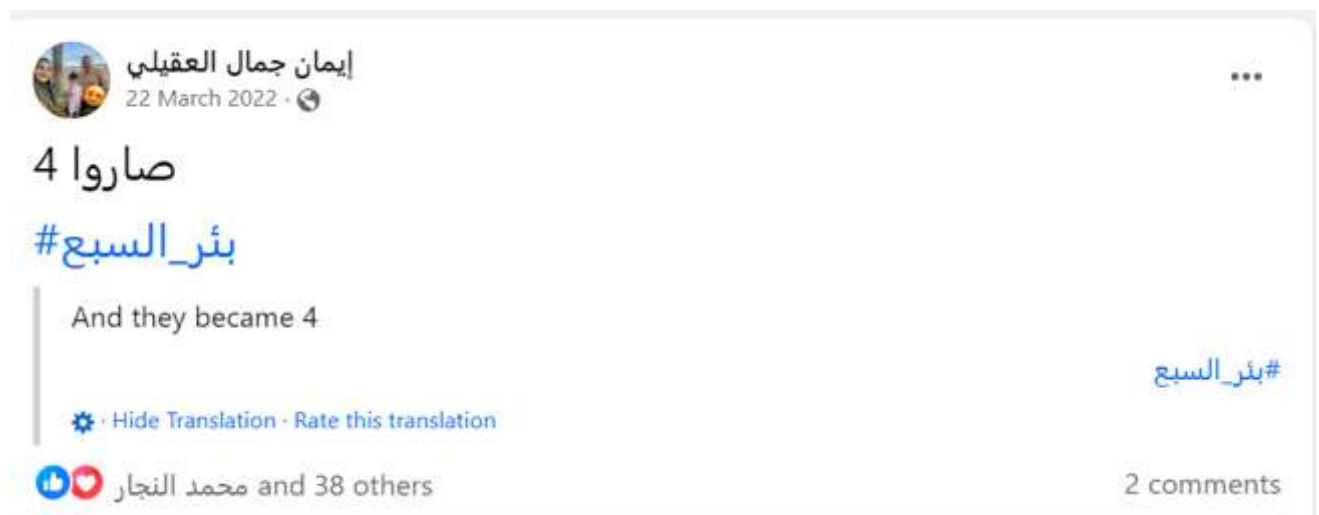 إيمان جمال العقيلي
22 March 2022 ·
صاروا 4
#بئر_السبع
And they became 4
#بئر_السبع
· Hide Translation · Rate this translation
محمد النجار and 38 others
2 comments